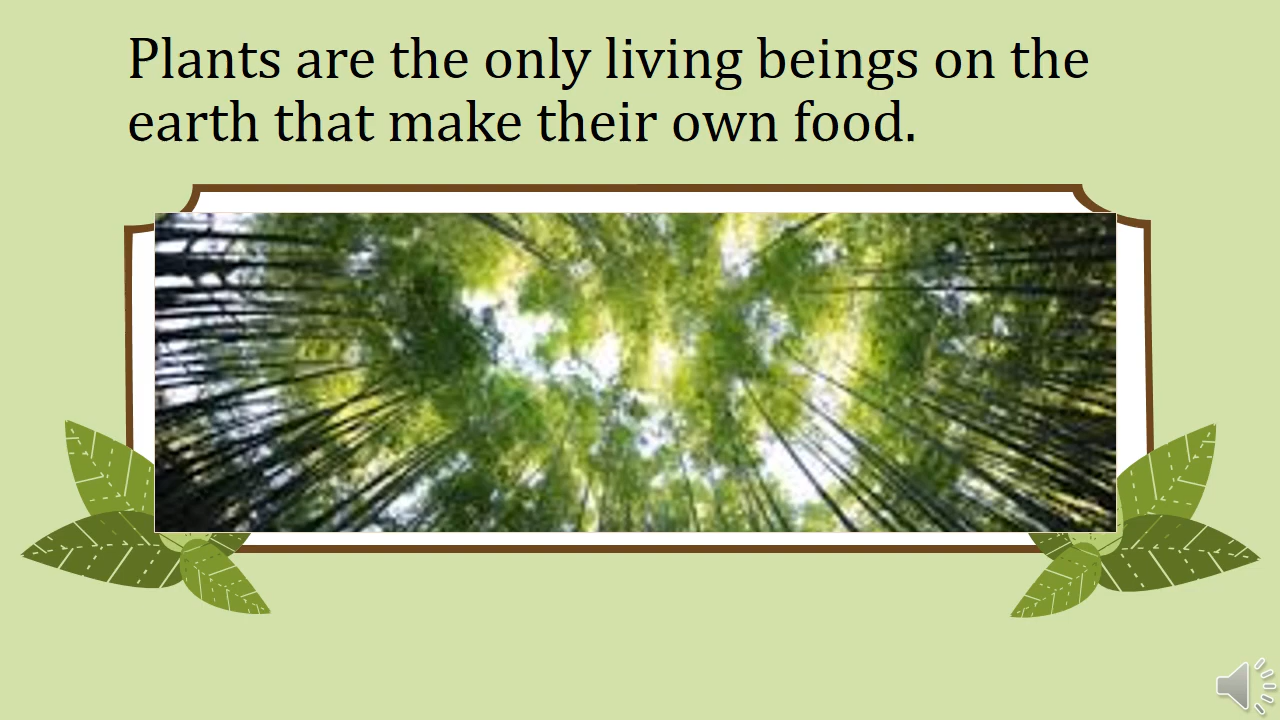 Plants are the only living beings on the
earth that make their own food.